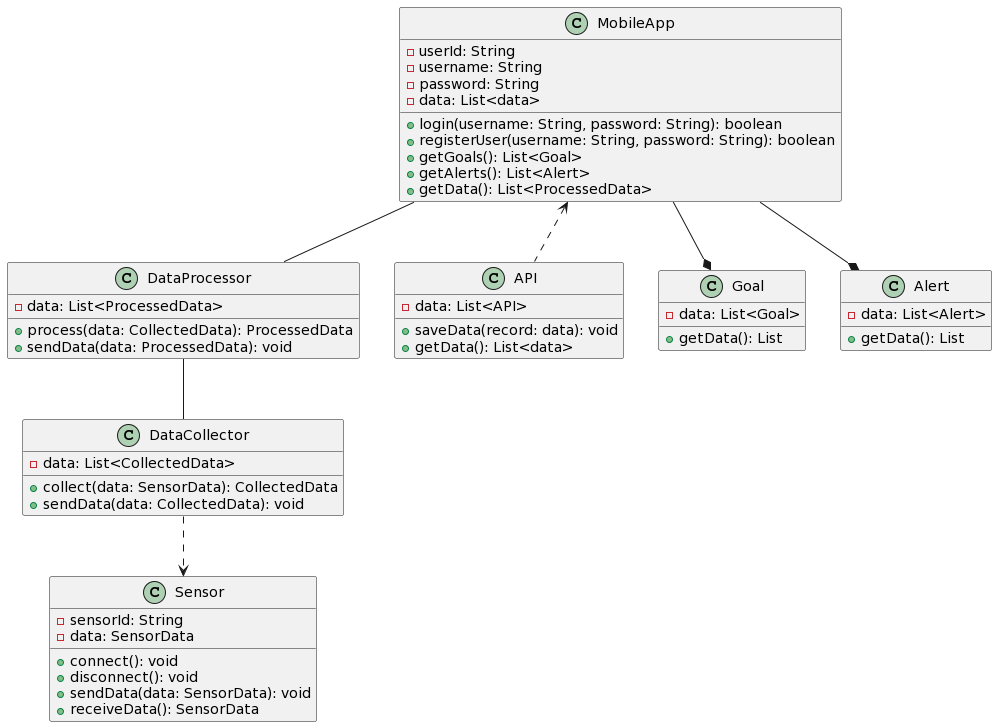 C MobileApp
userId: String
username: String
password: String
data: List<data>
login(username: String, password: String): boolean
registerUser(username: String, password: String): boolean
getGoals(): List<Goal>
getAlerts(): List<Alert>
getData(): List<ProcessedData>
C DataProcessor
data: List<ProcessedData>
process(data: CollectedData): ProcessedData
sendData(data: ProcessedData): void
C API
data: List<API>
saveData(record: data): void
getData(): List<data>
C Goal
data: List<Goal>
getData(): List
C Alert
data: List<Alert>
getData(): List
C DataCollector
data: List<CollectedData>
collect(data: SensorData): CollectedData
sendData(data: CollectedData): void
C Sensor
sensorId: String
data: SensorData
connect(): void
disconnect(): void
sendData(data: SensorData): void
receiveData(): SensorData